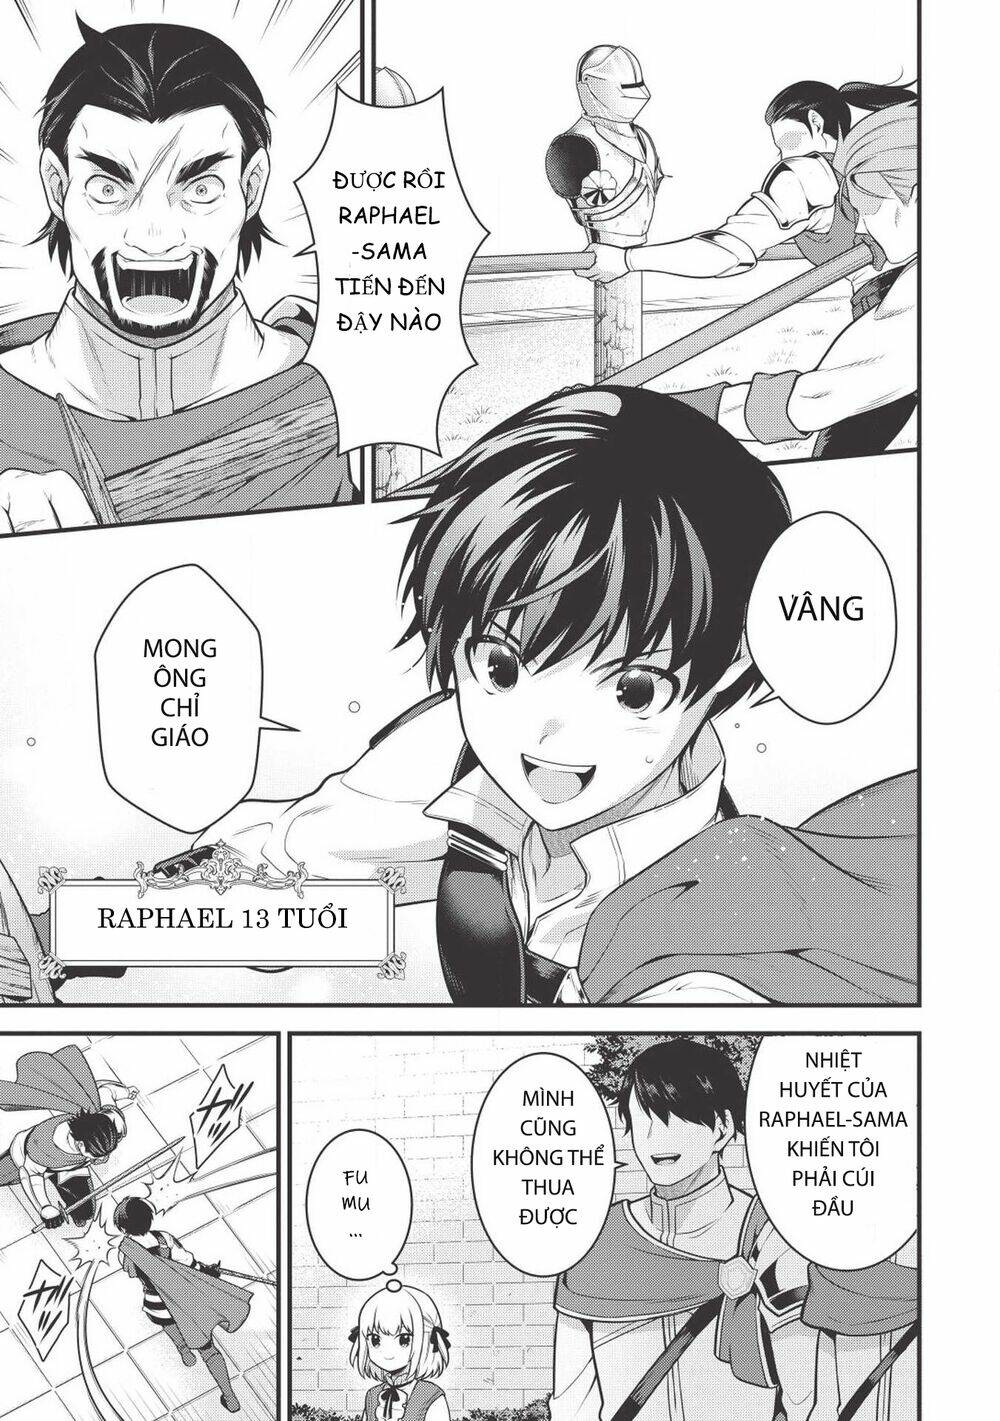 ĐƯỢC RỒI
RAPHAEL
-SAMA
TIẾN ĐẾN
ĐẬY NÀO
VÂNG
MONG
ÔNG
CHỈ
GIÁO
RAPHAEL 13 TUỔI
NHIỆT
HUYẾT CỦA
RAPHAEL-SAMA
KHIẾN TÔI
PHẢI CÚI
ĐẦU
MÌNH
CŨNG
KHÔNG THỂ
THUA
ĐƯỢC
FU
MU
...